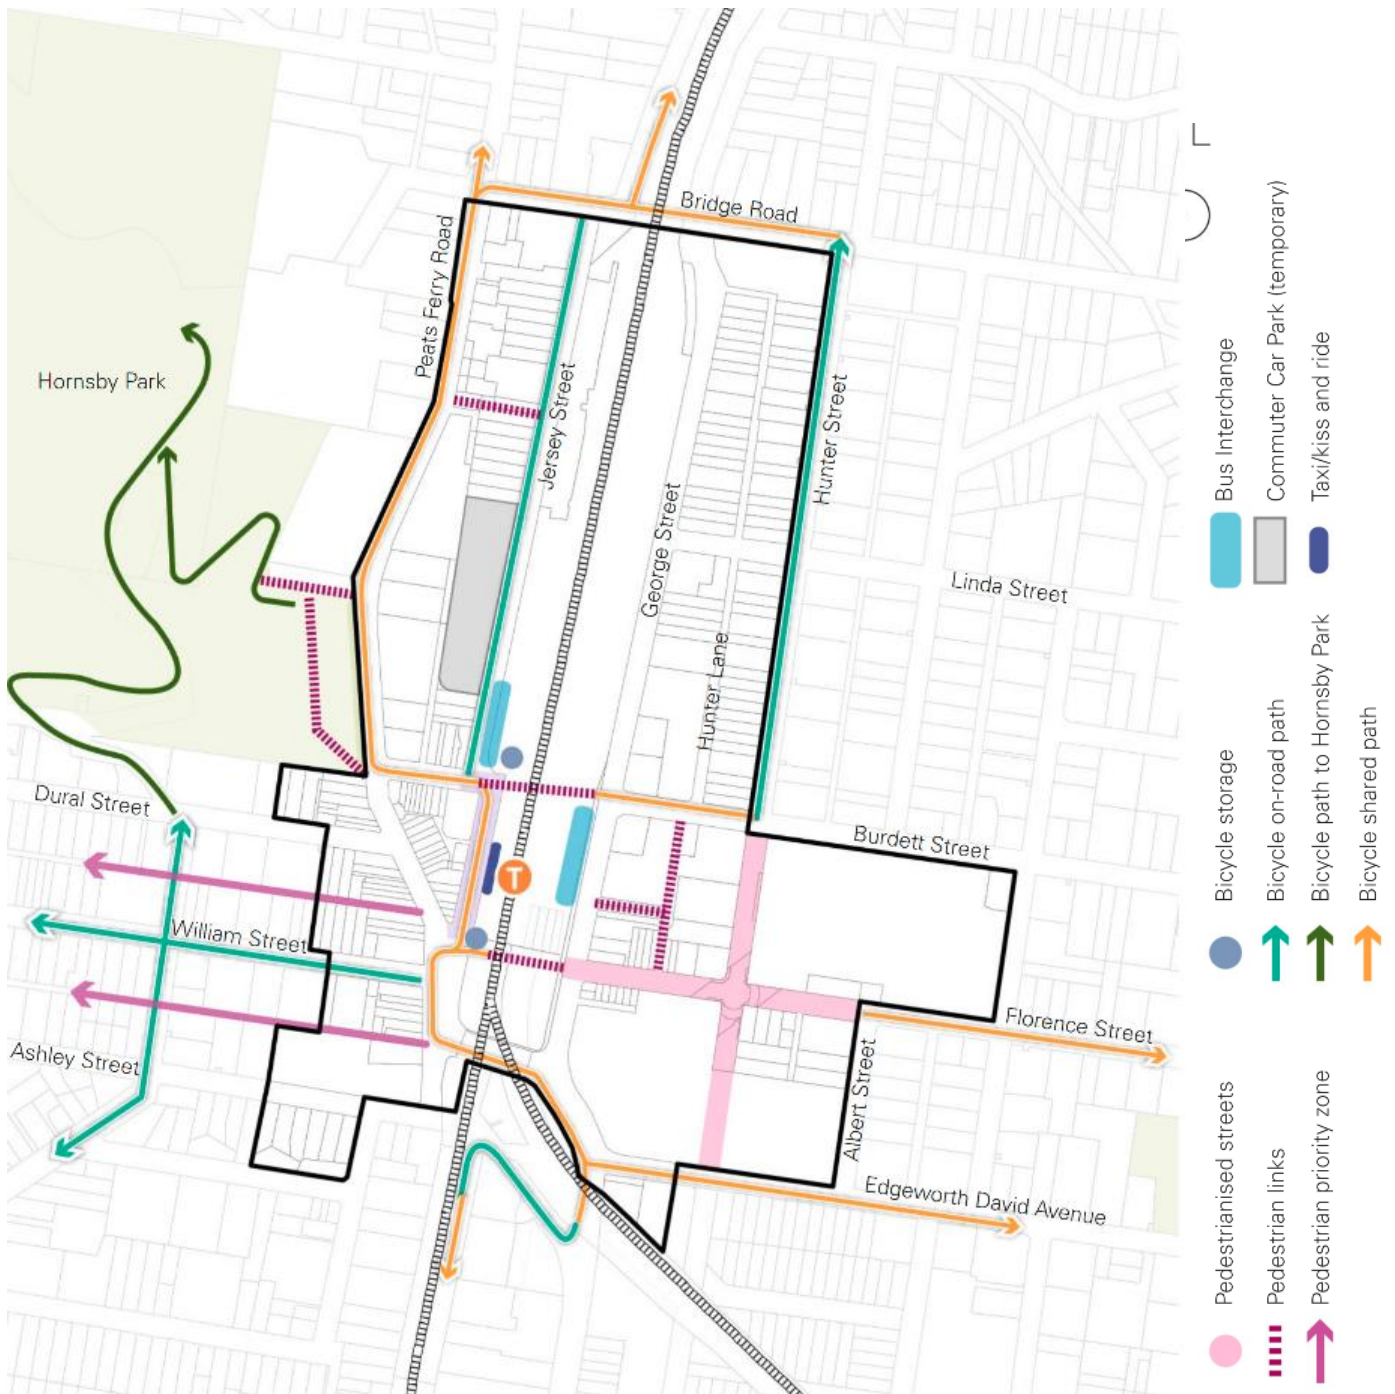 Bridge Road
Peats Ferry Road
Hornsby Park
Jersey Street
Hunter Street
George Street
Linda Street
Hunter Lane
Dural Street
Burdett Street
T
William Street
Florence Street
Ashley Street
Albert Street
Edgeworth David Avenue
Pedestrianised streets
Pedestrian links
Pedestrian priority zone
Bicycle storage
Bicycle on-road path
Bicycle path to Hornsby Park
Bicycle shared path
Bus Interchange
Commuter Car Park (temporary)
Taxi/kiss and ride